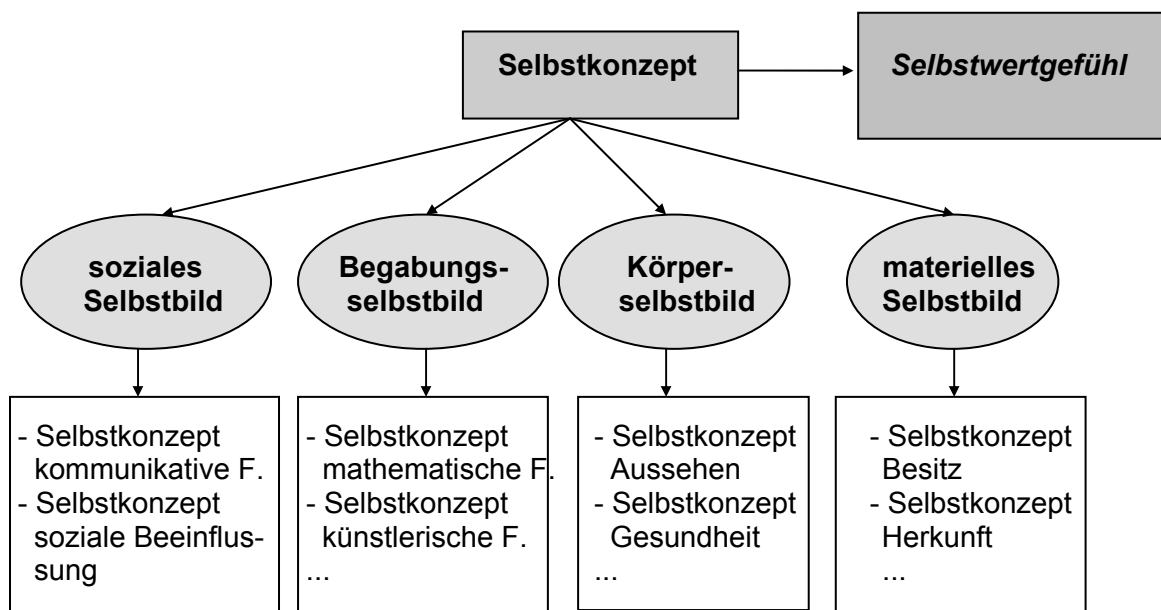 Selbstkonzept
Selbstwertgefühl
soziales
Selbstbild
Begabungs-
selbstbild
Körper-
selbstbild
materielles
Selbstbild
- Selbstkonzept
kommunikative F.
- Selbstkonzept
soziale Beeinflus-
sung
- Selbstkonzept
mathematische F.
- Selbstkonzept
künstlerische F.
...
- Selbstkonzept
Aussehen
- Selbstkonzept
Gesundheit
...
- Selbstkonzept
Besitz
- Selbstkonzept
Herkunft
...